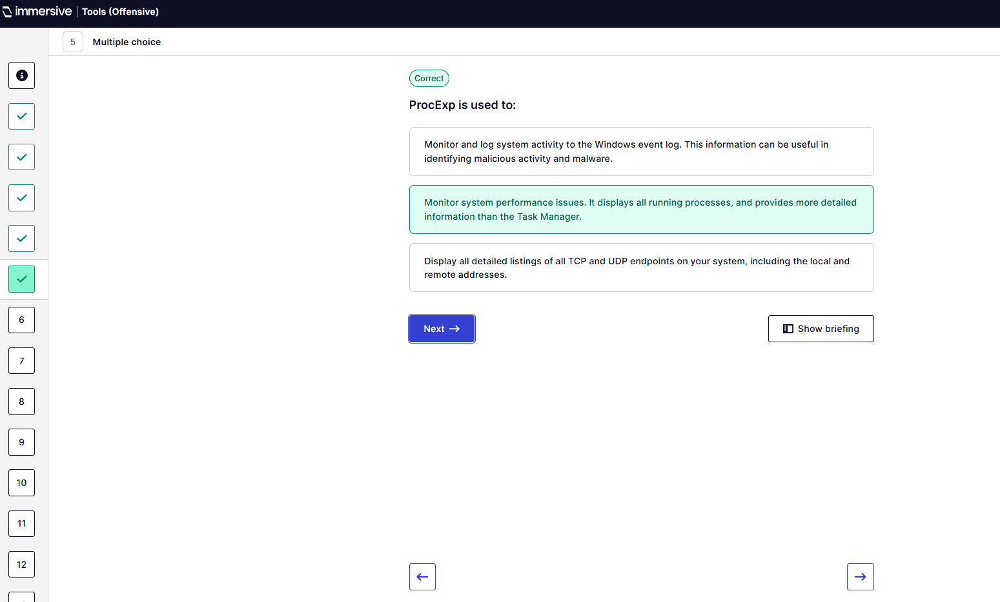 immersive
Tools (Offensive)
5
Multiple choice
Correct
ProcExp is used to:
Monitor and log system activity to the Windows event log. This information can be useful in
identifying malicious activity and malware.
Monitor system performance issues. It displays all running processes, and provides more detailed
information than the Task Manager.
Display all detailed listings of all TCP and UDP endpoints on your system, including the local and
remote addresses.
Next
Show briefing
6
7
8
9
10
11
12